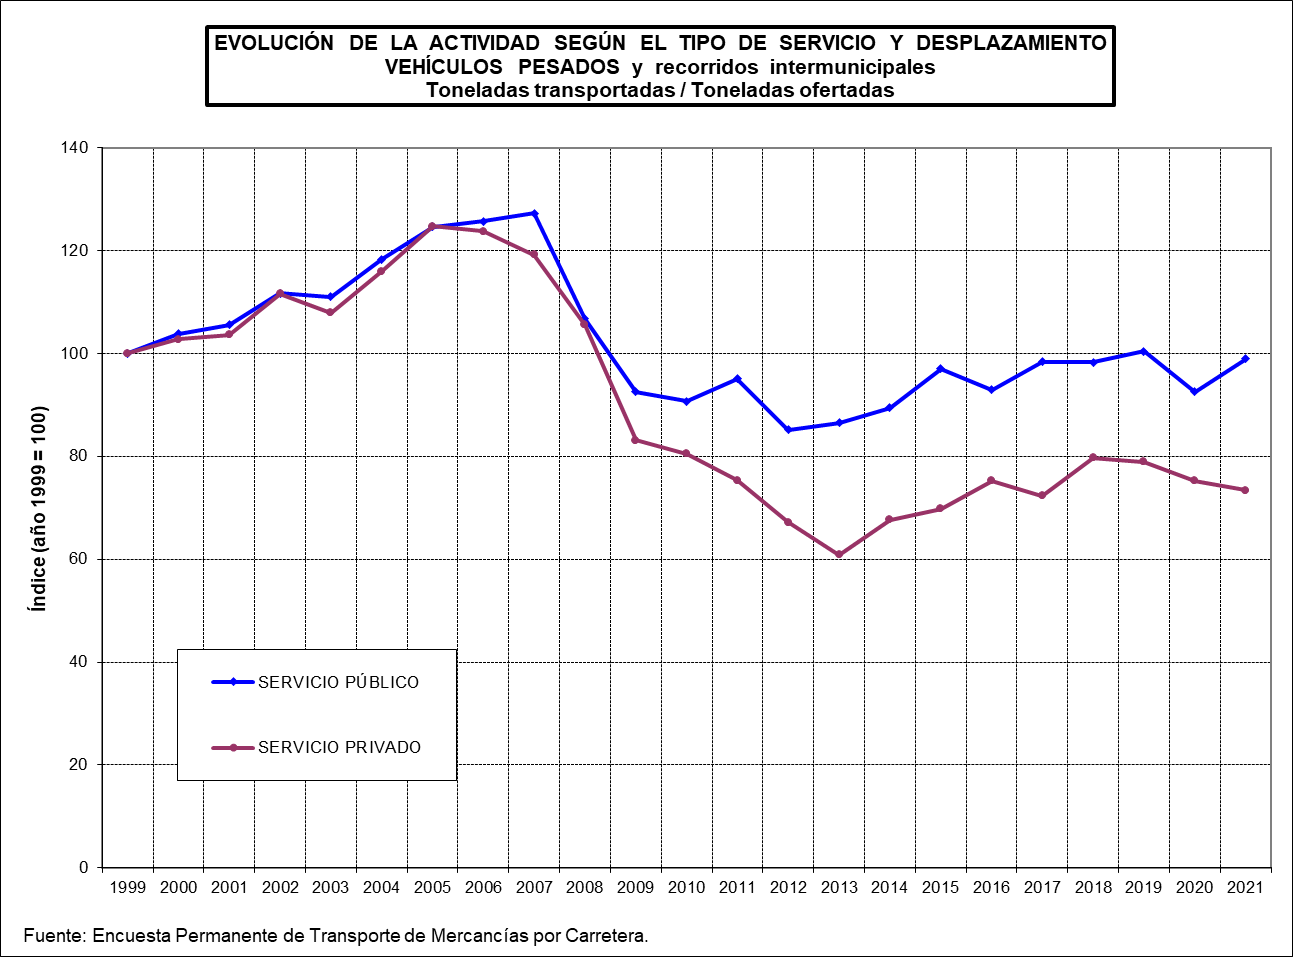 EVOLUCIÓN DE LA ACTIVIDAD SEGÚN EL TIPO DE SERVICIO Y DESPLAZAMIENTO
VEHÍCULOS PESADOS y recorridos intermunicipales
Toneladas transportadas / Toneladas ofertadas
Índice (año 1999 = 100)
140
120
100
80
60
40
20
0
SERVICIO PÚBLICO
SERVICIO PRIVADO
1999 2000 2001 2002 2003 2004 2005 2006 2007 2008 2009 2010 2011 2012 2013 2014 2015 2016 2017 2018 2019 2020 2021
Fuente: Encuesta Permanente de Transporte de Mercancías por Carretera.